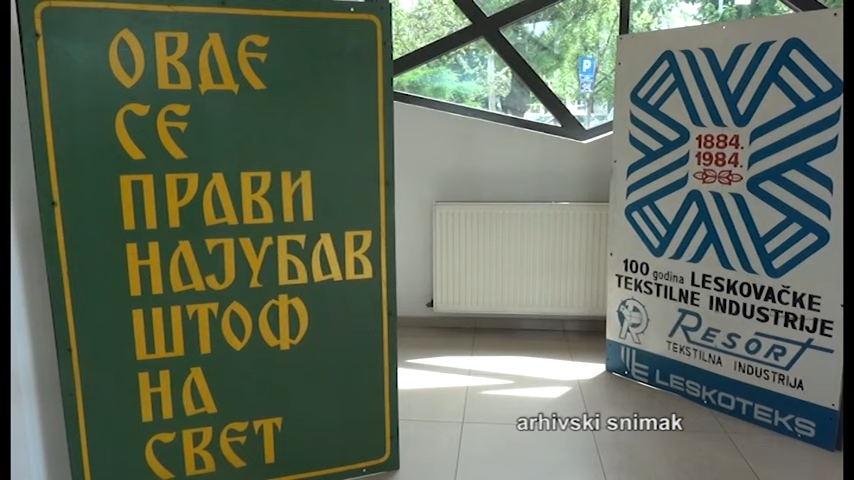 ОВДЕ
СЕ
ПРАВИ
НАЈУБАВ
ШТОФ
НА
СВЕТ
P
1884.
1984.
100 godina LESKOVAČKE
TEKSTILNE INDUSTRIJE
RESORT
TEKSTILNA INDUSTRIJA
LESKOTEKS
arhivski snimak